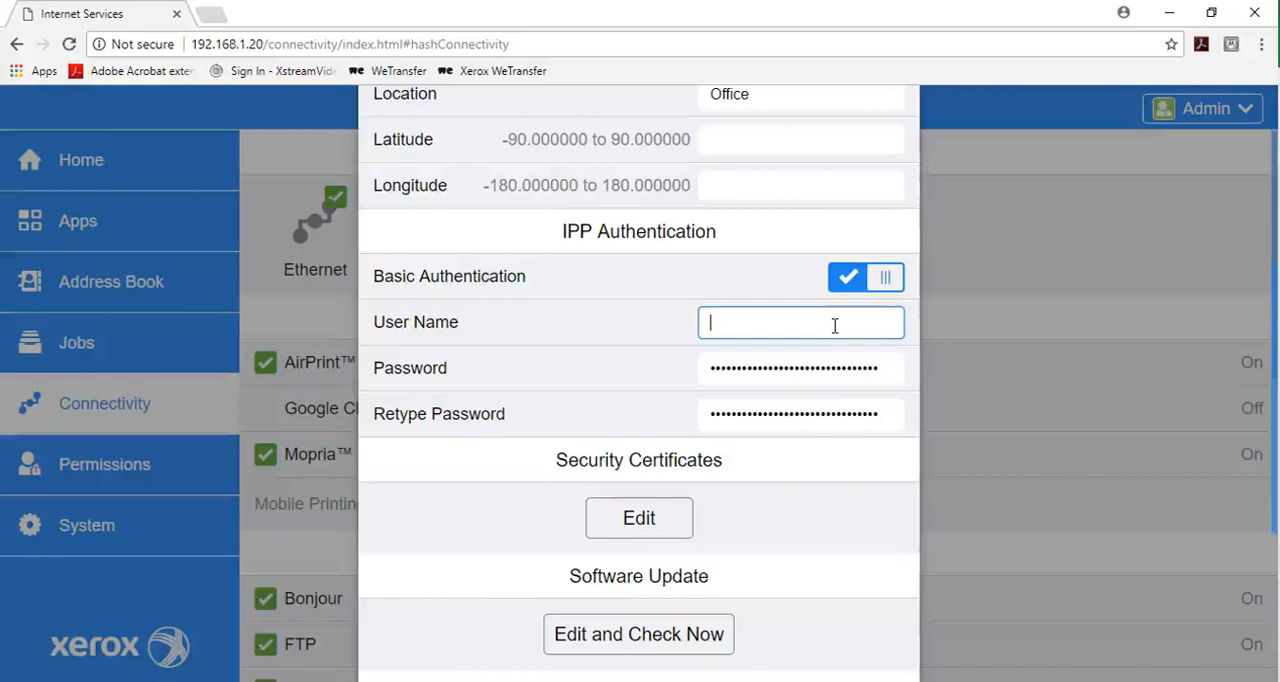 Internet Services
Not secure
192.168.1.20/connectivity/index.html#hashConnectivity
Apps
Adobe Acrobat exter
Sign In - XstreamVide
WeTransfer
Xerox WeTransfer
Admin
Home
Apps
Address Book
Jobs
Connectivity
Permissions
System
xerox
Ethernet
AirPrint™
On
Google Cl
Off
Mopria™
On
Mobile Printin
Bonjour
On
FTP
On
Location
Office
Latitude
-90.000000 to 90.000000
Longitude
-180.000000 to 180.000000
IPP Authentication
Basic Authentication
User Name
Password
••••••••••••••••••••••••••••••••
Retype Password
••••••••••••••••••••••••••••••••
Security Certificates
Edit
Software Update
Edit and Check Now